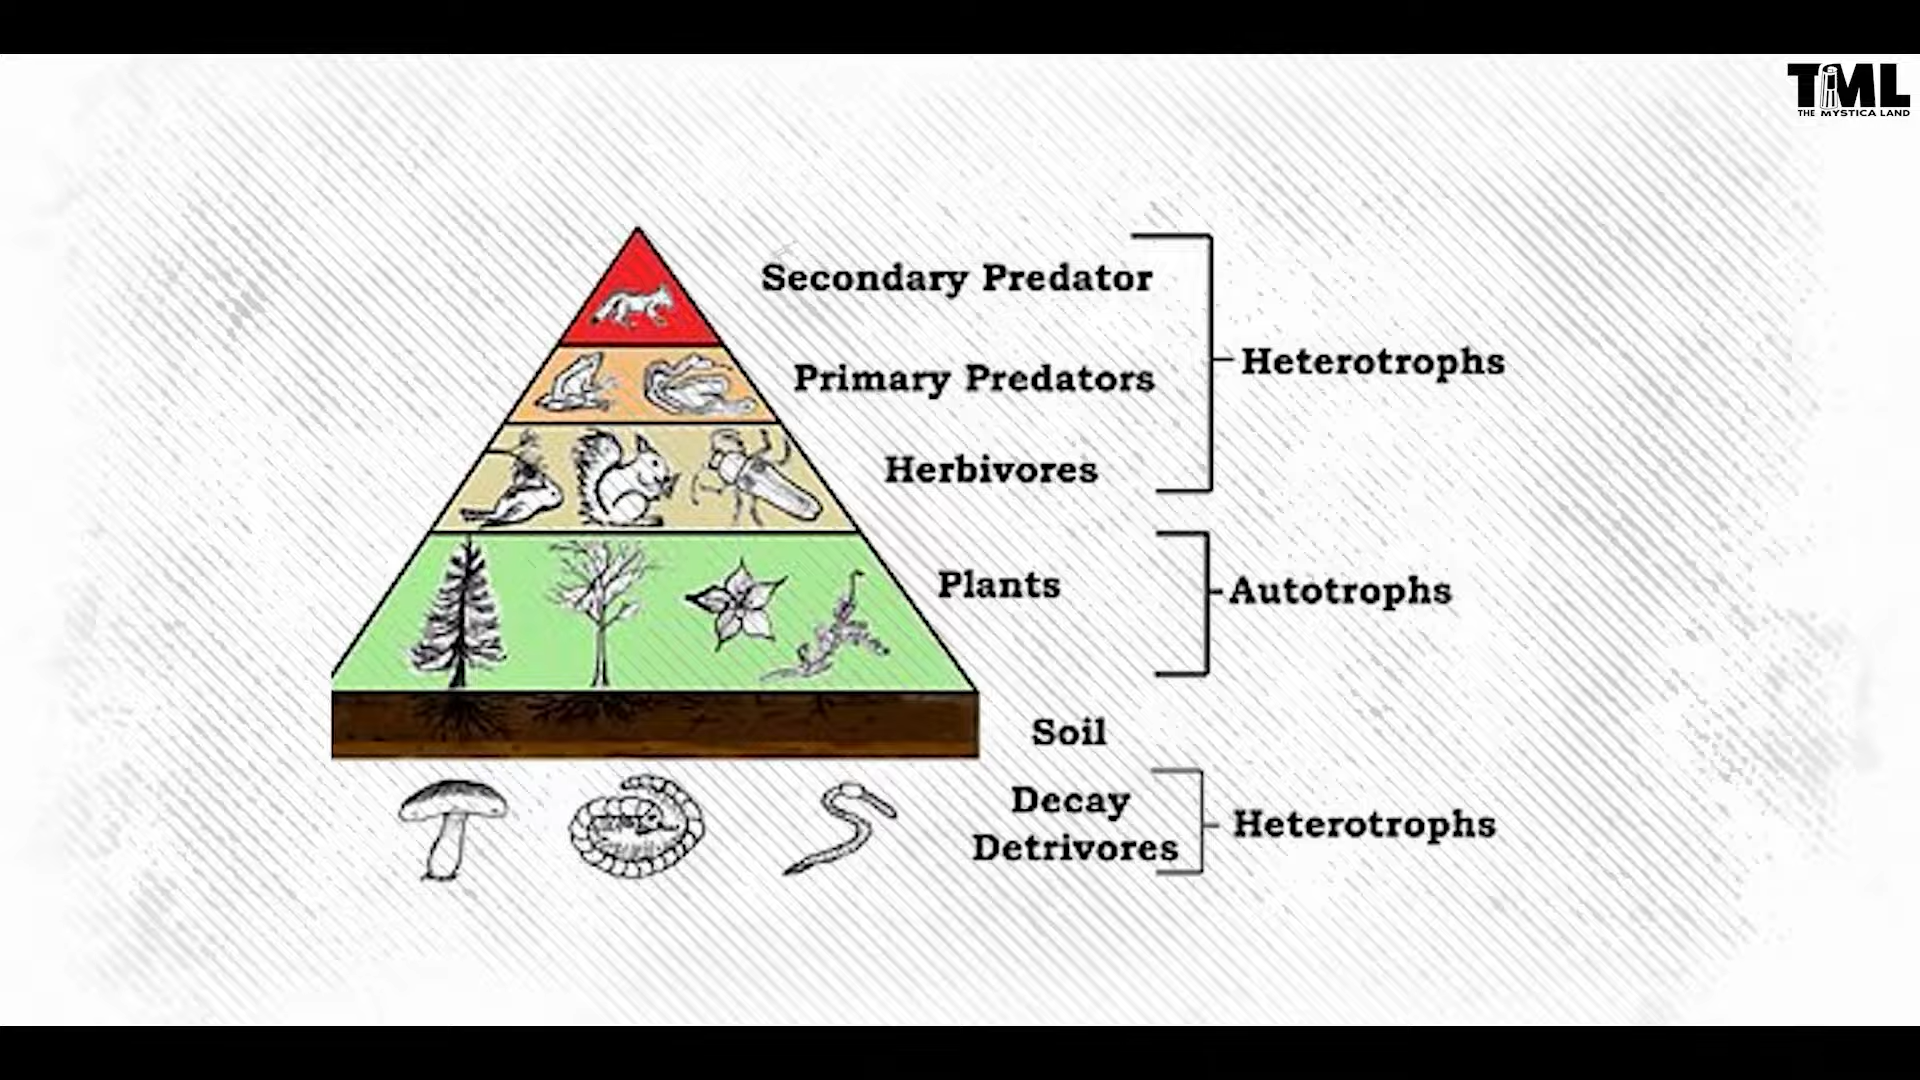 TML
THE MYSTICA LAND
Secondary Predator
Primary Predators
Herbivores
Heterotrophs
Plants
Autotrophs
Soil
Decay
Detrivores
Heterotrophs